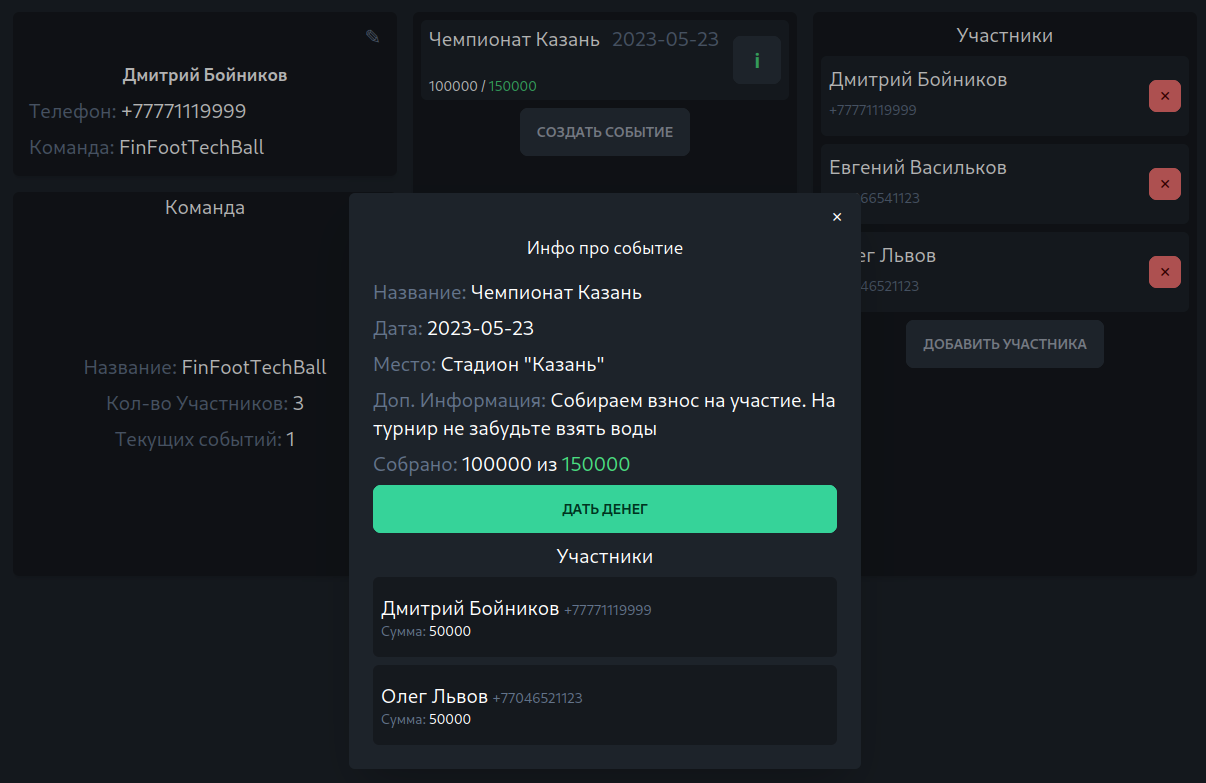 ✎
Дмитрий Бойников
Телефон: +77771119999
Команда: FinFootTechBall
Команда
Название: FinFootTechBall
Кол-во Участников: 3
Текущих событий: 1
Чемпионат Казань 2023-05-23
i
100000 / 150000
СОЗДАТЬ СОБЫТИЕ
Участники
Дмитрий Бойников
+77771119999
✕
Евгений Васильков
66541123
✕
Львов
46521123
✕
ДОБАВИТЬ УЧАСТНИКА
✕
Инфо про событие
Название: Чемпионат Казань
Дата: 2023-05-23
Место: Стадион "Казань"
Доп. Информация: Собираем взнос на участие. На
турнир не забудьте взять воды
Собрано: 100000 из 150000
ДАТЬ ДЕНЕГ
Участники
Дмитрий Бойников +77771119999
Сумма: 50000
Олег Львов +77046521123
Сумма: 50000